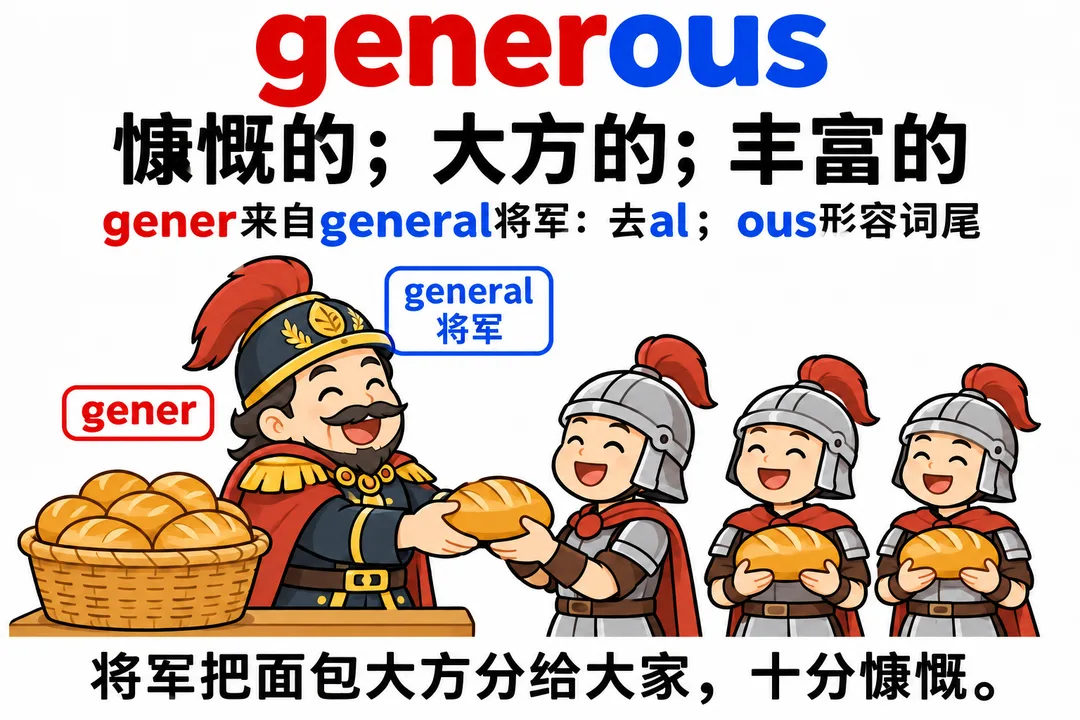 generous
慷慨的；大方的；丰富的
gener来自general将军：去al；ous形容词尾
general
将军
gener
将军把面包大方分给大家，十分慷慨。